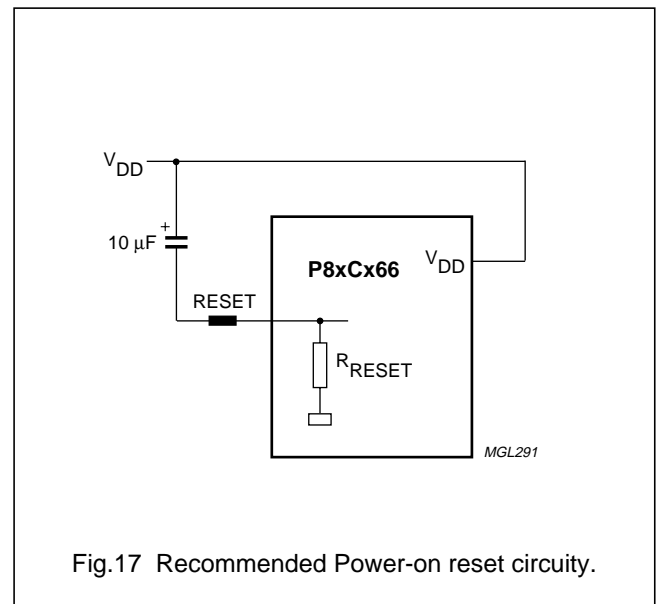 VDD
10 μF
+
RESET
P8xCx66
VDD
RRESET
MGL291
Fig.17 Recommended Power-on reset circuity.